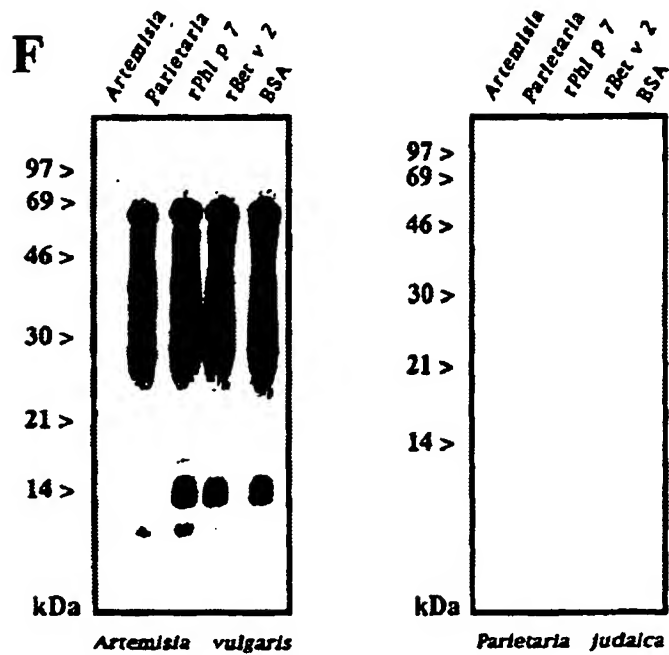 F
Artemisia
Parietaria
rPhl p 7
rBet v 2
BSA
97 >
69 >
46 >
30 >
21 >
14 >
kDa
Artemisia vulgaris
Artemisia
Parietaria
rPhl p 7
rBet v 2
BSA
97 >
69 >
46 >
30 >
21 >
14 >
kDa
Parietaria judaica